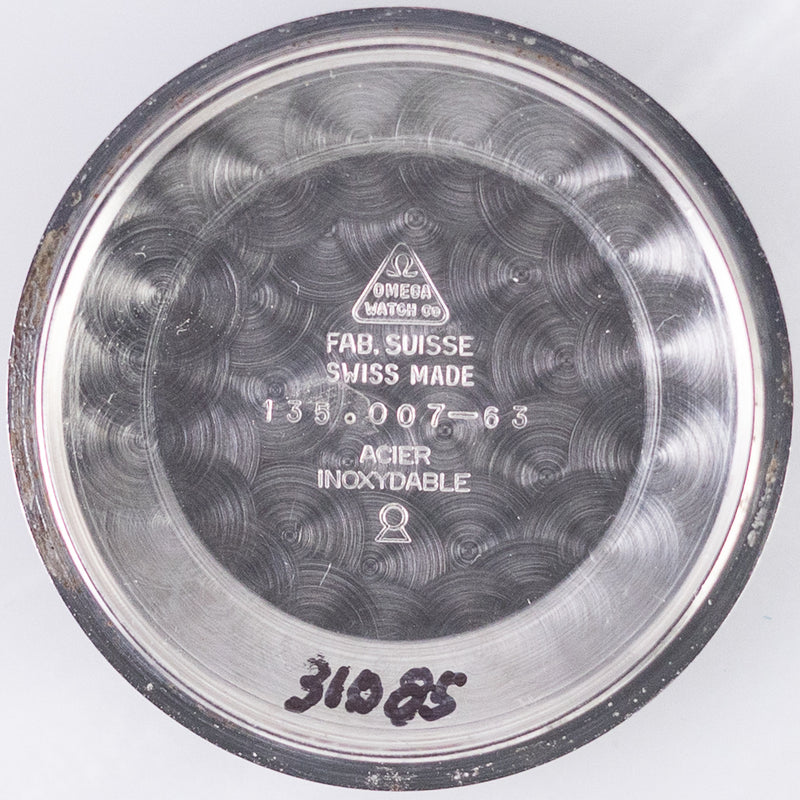 Ω
OMEGA
WATCH Co
FAB. SUISSE
SWISS MADE
135.007-63
ACIER
INOXYDABLE
31085